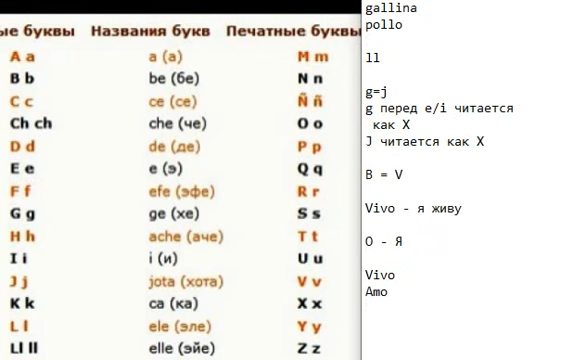 ые буквы Названия букв Печатные буквы
A a a (а) M m
B b be (бе) N n
C c ce (се) Ñ ñ
Ch ch che (че) O o
D d de (де) P p
E e e (э) Q q
F f efe (эфе) R r
G g ge (хе) S s
H h ache (аче) T t
I i i (и) U u
J j jota (хота) V v
K k ca (ка) X x
L l ele (эле) Y y
Ll ll elle (эйе) Z z
gallina
pollo
ll
g=j
g перед e/i читается
как Х
J читается как Х
B = V
Vivo - я живу
O - Я
Vivo
Amo